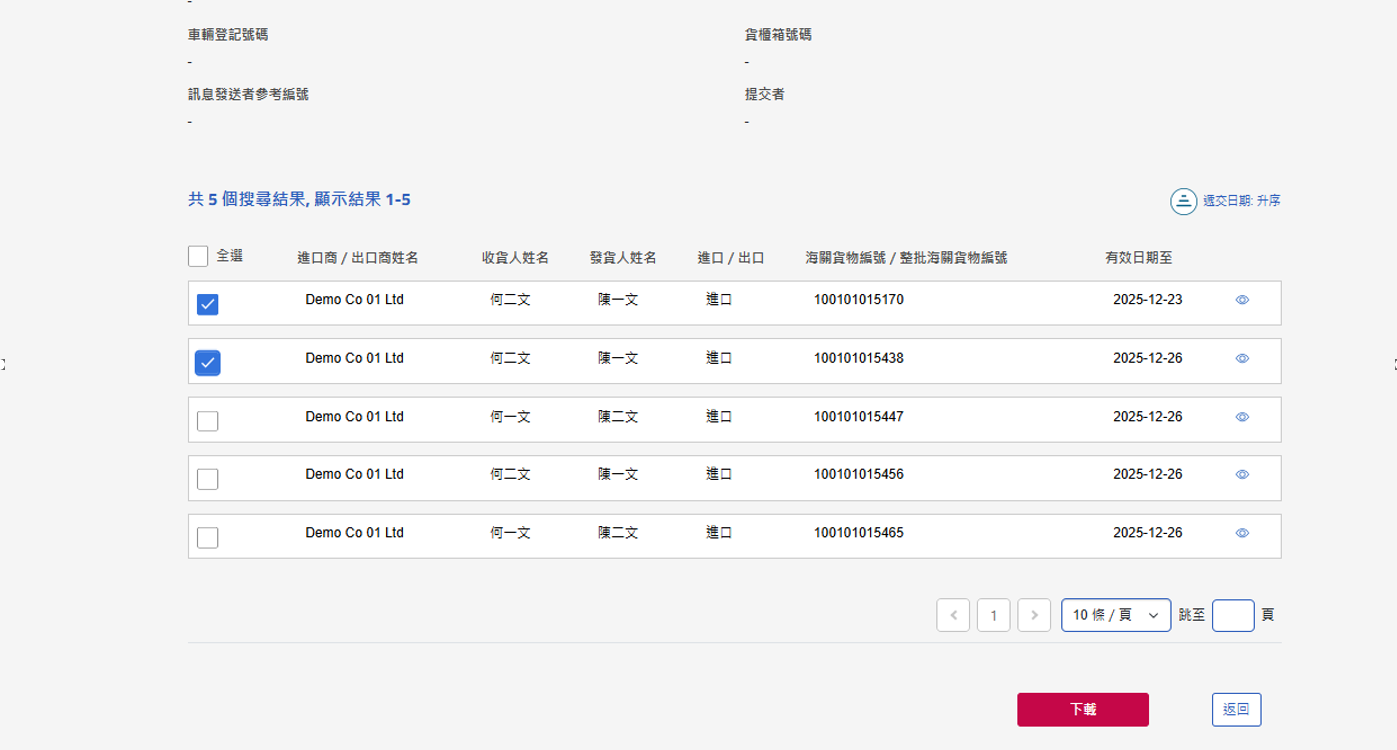 -
車輛登記號碼 貨櫃箱號碼
- -
訊息發送者參考編號 提交者
- -
共 5 個搜尋結果, 顯示結果 1-5 遞交日期: 升序
全選 進口商 / 出口商姓名 收貨人姓名 發貨人姓名 進口 / 出口 海關貨物編號 / 整批海關貨物編號 有效日期至
Demo Co 01 Ltd 何二文 陳一文 進口 100101015170 2025-12-23
Demo Co 01 Ltd 何二文 陳一文 進口 100101015438 2025-12-26
Demo Co 01 Ltd 何一文 陳二文 進口 100101015447 2025-12-26
Demo Co 01 Ltd 何二文 陳一文 進口 100101015456 2025-12-26
Demo Co 01 Ltd 何一文 陳二文 進口 100101015465 2025-12-26
< 1 > 10 條 / 頁 跳至 頁
下載 返回